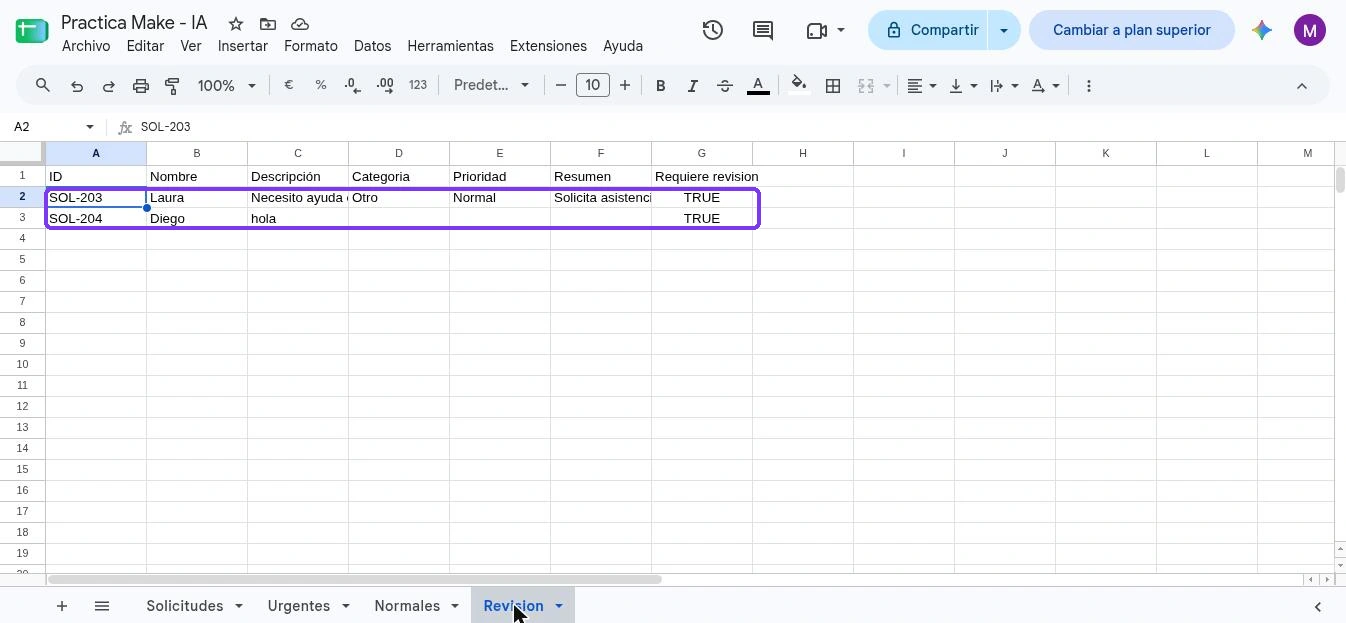 Practica Make - IA
Archivo Editar Ver Insertar Formato Datos Herramientas Extensiones Ayuda
Compartir
Cambiar a plan superior
M
100% € % .0 .00 123 Predet... 10 B I S A A
A2 fx SOL-203
A B C D E F G H I J K L M
1 ID Nombre Descripción Categoria Prioridad Resumen Requiere revision
2 SOL-203 Laura Necesito ayuda Otro Normal Solicita asistenci TRUE
3 SOL-204 Diego hola TRUE
4
5
6
7
8
9
10
11
12
13
14
15
16
17
18
19
Solicitudes Urgentes Normales Revision